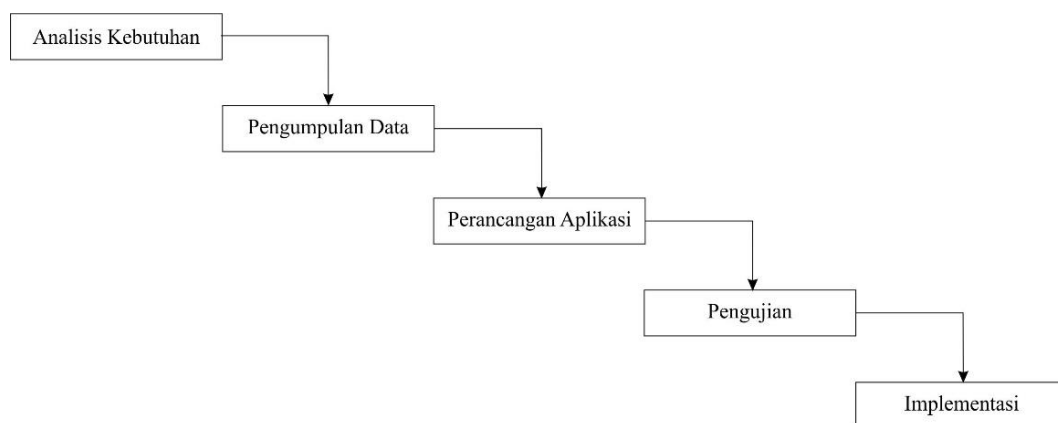 Analisis Kebutuhan
Pengumpulan Data
Perancangan Aplikasi
Pengujian
Implementasi